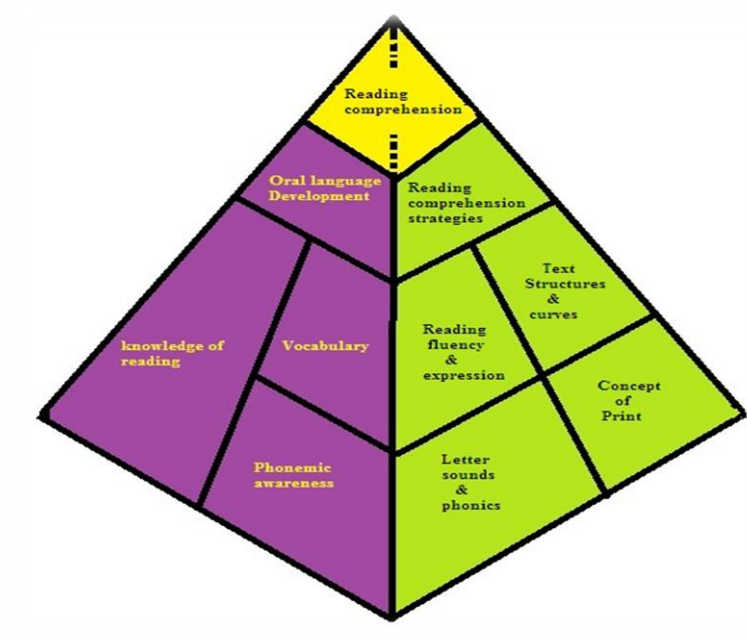 Reading
comprehension
Oral language
Development
Reading
comprehension
strategies
Text
Structures
&
curves
knowledge of
reading
Vocabulary
Reading
fluency
&
expression
Concept
of
Print
Phonemic
awareness
Letter
sounds
&
phonics